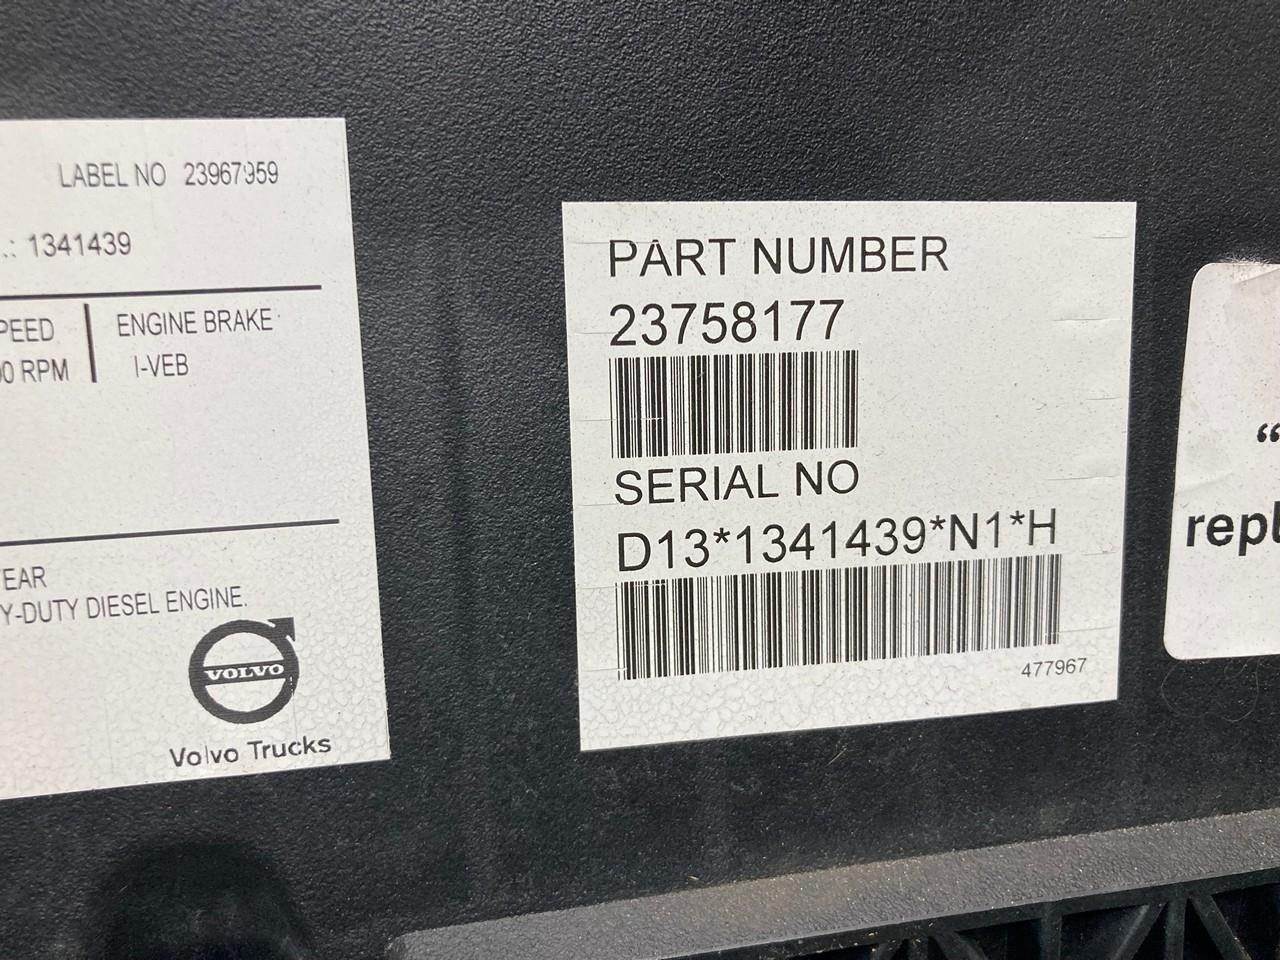 LABEL NO 23967959
.: 1341439
PEED
00 RPM
ENGINE BRAKE
I-VEB
EAR
Y-DUTY DIESEL ENGINE.
VOLVO
Volvo Trucks
PART NUMBER
23758177
SERIAL NO
D13*1341439*N1*H
477967
“
repl